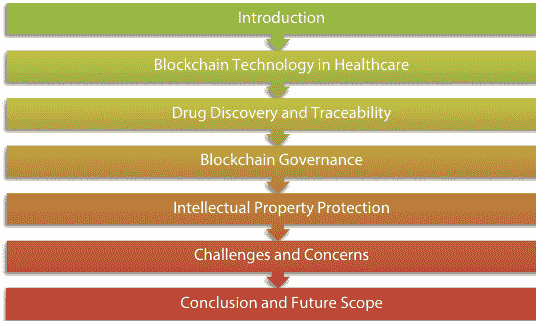 Introduction
Blockchain Technology in Healthcare
Drug Discovery and Traceability
Blockchain Governance
Intellectual Property Protection
Challenges and Concerns
Conclusion and Future Scope